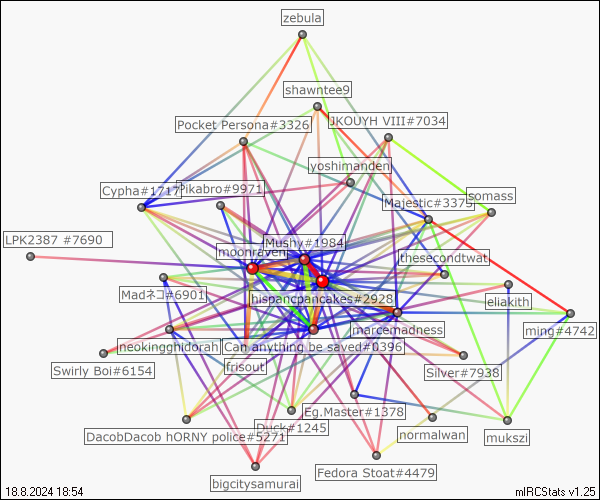 zebula
shawntee9
JKOUYH VIII#7034
Pocket Persona#3326
yoshimanden
Cypha#1717
Pikabro#9971
somass
Majestic#3375
LPK2387 #7690
Mushy#1984
moonraven
thesecondtwat
Madネコ#6901
hispancpancakes#2928
eliakith
marcemadness
ming#4742
neokingghidorah
Can anything be saved#0396
frisout
Swirly Boi#6154
Silver#7938
Eg.Master#1378
Duck#1245
normalwan
DacobDacob hORNY police#5271
mukszi
Fedora Stoat#4479
bigcitysamurai
18.8.2024 18:54
mIRCStats v1.25